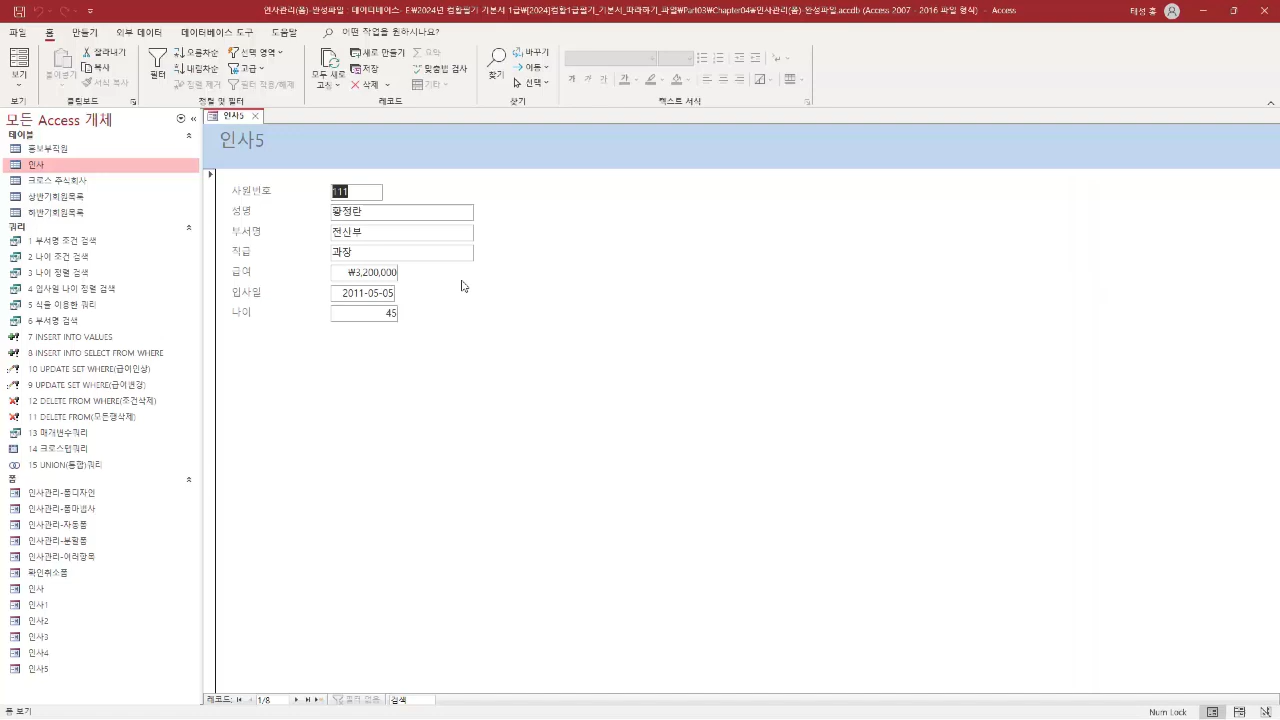 인사관리(폼)-완성파일 : 데이터베이스- E:₩2024년 컴활필기 기본서 1급₩[2024]컴활1급필기_기본서_따라하기_파일₩Part03₩Chapter04₩인사관리(폼)-완성파일.accdb (Access 2007 - 2016 파일 형식) - Access
태성 홍
파일 홈 만들기 외부 데이터 데이터베이스 도구 도움말 어떤 작업을 원하시나요?
보기 붙여넣기 잘라내기 복사 서식 복사
필터 오름차순 내림차순 정렬 제거 선택 영역 고급 필터 적용/해제
모두 새로 고침 새로 만들기 저장 삭제 요약 맞춤법 검사 기타
찾기 바꾸기 이동 선택
가 가 가 가
보기 클립보드 정렬 및 필터 레코드 찾기 텍스트 서식
모든 Access 개체
테이블
홍보부직원
인사
크로스 주식회사
상반기회원목록
하반기회원목록
쿼리
1 부서명 조건 검색
2 나이 조건 검색
3 나이 정렬 검색
4 입사일 나이 정렬 검색
5 식을 이용한 쿼리
6 부서명 검색
7 INSERT INTO VALUES
8 INSERT INTO SELECT FROM WHERE
10 UPDATE SET WHERE(급여인상)
9 UPDATE SET WHERE(급여변경)
12 DELETE FROM WHERE(조건삭제)
11 DELETE FROM(모든행삭제)
13 매개변수쿼리
14 크로스탭쿼리
15 UNION(통합)쿼리
폼
인사관리-폼디자인
인사관리-폼마법사
인사관리-자동폼
인사관리-분할폼
인사관리-여러항목
확인취소폼
인사
인사1
인사2
인사3
인사4
인사5
인사5
인사5
사원번호 111
성명 황정란
부서명 전산부
직급 과장
급여 ₩3,200,000
입사일 2011-05-05
나이 45
레코드: 1/8 필터 없음 검색
폼 보기 Num Lock